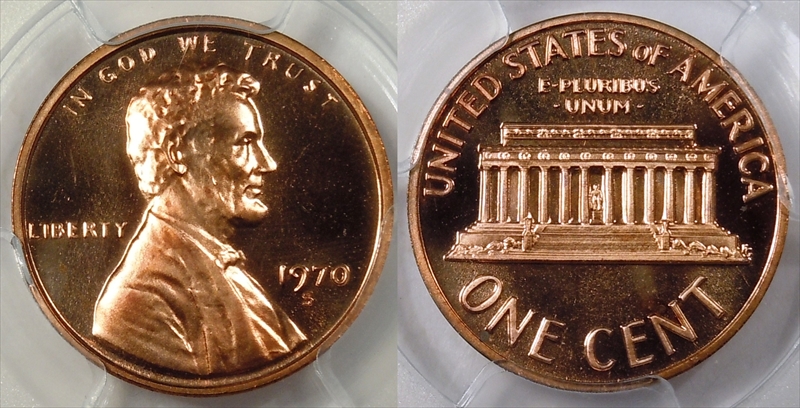 IN GOD WE TRUST
LIBERTY
1970
S
UNITED STATES OF AMERICA
E·PLURIBUS
·UNUM·
ONE CENT